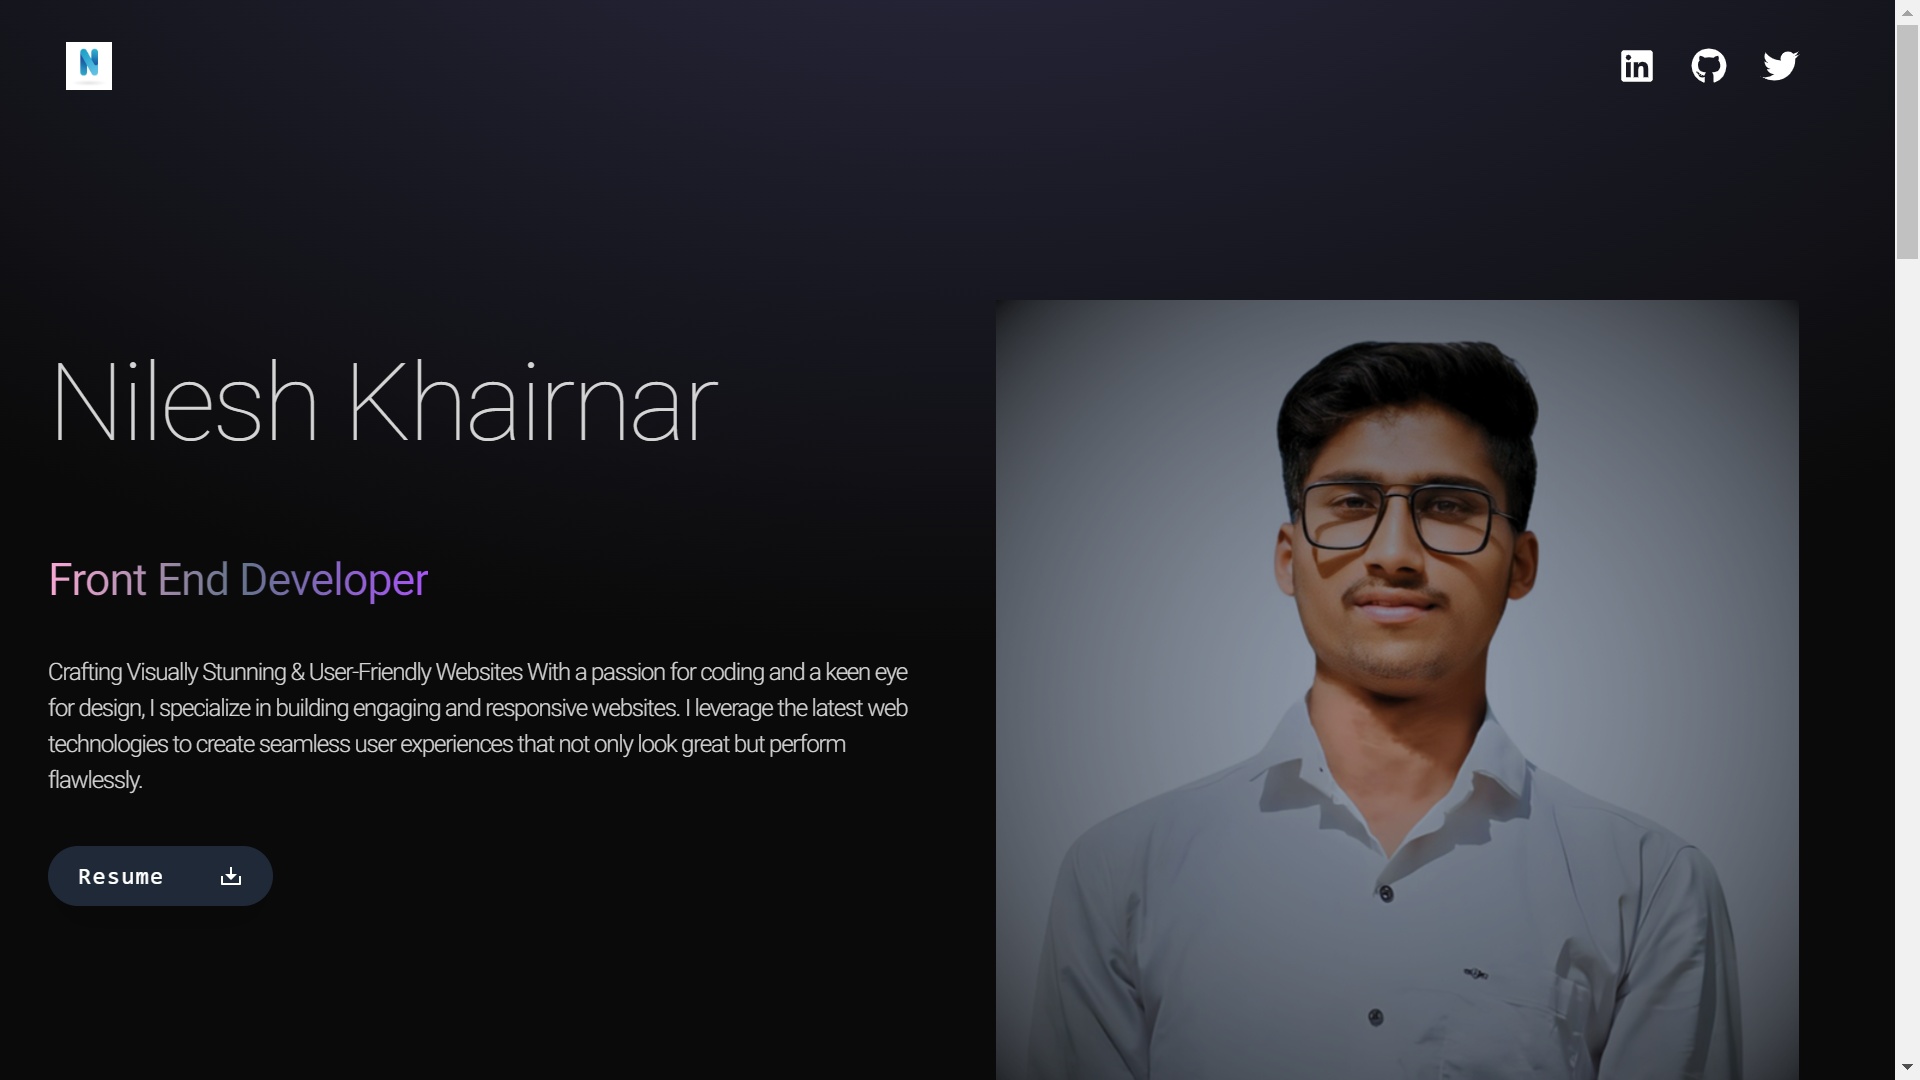 N
Nilesh Khairnar
Front End Developer
Crafting Visually Stunning & User-Friendly Websites With a passion for coding and a keen eye
for design, I specialize in building engaging and responsive websites. I leverage the latest web
technologies to create seamless user experiences that not only look great but perform
flawlessly.
Resume